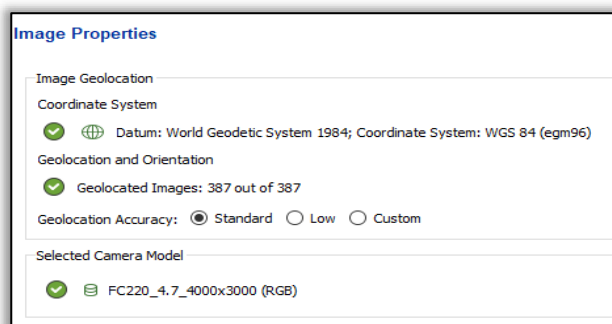 Image Properties
Image Geolocation
Coordinate System
Datum: World Geodetic System 1984; Coordinate System: WGS 84 (egm96)
Geolocation and Orientation
Geolocated Images: 387 out of 387
Geolocation Accuracy: Standard Low Custom
Selected Camera Model
FC220_4.7_4000x3000 (RGB)